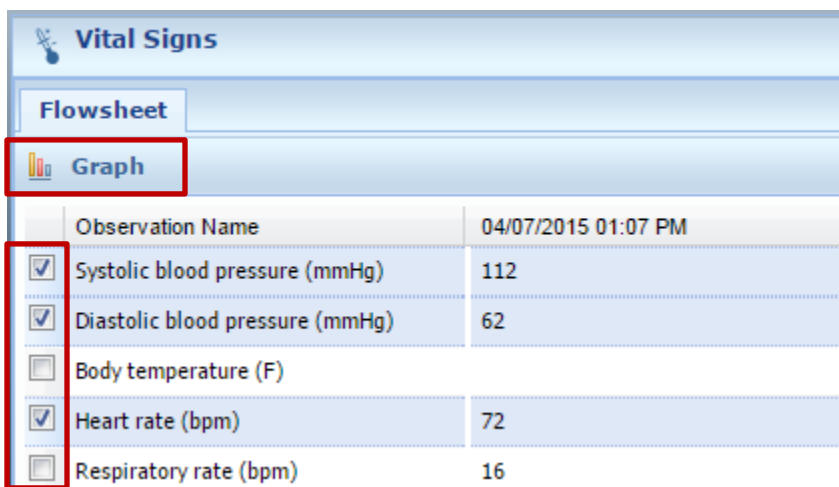 Vital Signs
Flowsheet
Graph
Observation Name 04/07/2015 01:07 PM
Systolic blood pressure (mmHg) 112
Diastolic blood pressure (mmHg) 62
Body temperature (F)
Heart rate (bpm) 72
Respiratory rate (bpm) 16